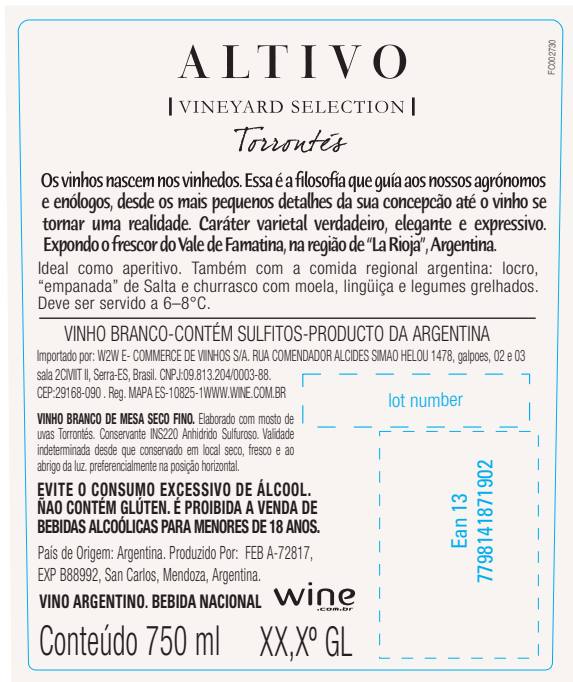 FC002730
ALTIVO
| VINEYARD SELECTION |
Torrontés
Os vinhos nascem nos vinhedos. Essa é a filosofía que guía aos nossos agrónomos
e enólogos, desde os mais pequenos detalhes da sua concepcão até o vinho se
tornar uma realidade. Caráter varietal verdadeiro, elegante e expressivo.
Expondo o frescor do Vale de Famatina, na região de “La Rioja”, Argentina.
Ideal como aperitivo. Também com a comida regional argentina: locro,
“empanada” de Salta e churrasco com moela, lingüiça e legumes grelhados.
Deve ser servido a 6–8°C.
VINHO BRANCO-CONTÉM SULFITOS-PRODUCTO DA ARGENTINA
Importado por: W2W E- COMMERCE DE VIINHOS S/A. RUA COMENDADOR ALCIDES SIMAO HELOU 1478, galpoes, 02 e 03
sala 2CIVIIT II, Serra-ES, Brasil. CNPJ:09.813.204/0003-88.
CEP:29168-090 . Reg. MAPA ES-10825-1WWW.WINE.COM.BR
lot number
VINHO BRANCO DE MESA SECO FINO. Elaborado com mosto de
uvas Torrontés. Conservante INS220 Anhidrido Sulfuroso. Validade
indeterminada desde que conservado em local seco, fresco e ao
abrigo da luz. preferencialmente na posição horizontal.
EVITE O CONSUMO EXCESSIVO DE ÁLCOOL.
ÑAO CONTÉM GLÚTEN. É PROIBIDA A VENDA DE
BEBIDAS ALCOÓLICAS PARA MENORES DE 18 ANOS.
Ean 13
7798141871902
País de Origem: Argentina. Produzido Por: FEB A-72817,
EXP B88992, San Carlos, Mendoza, Argentina.
VINO ARGENTINO. BEBIDA NACIONAL
wine
.com.br
Conteúdo 750 ml XX,Xº GL